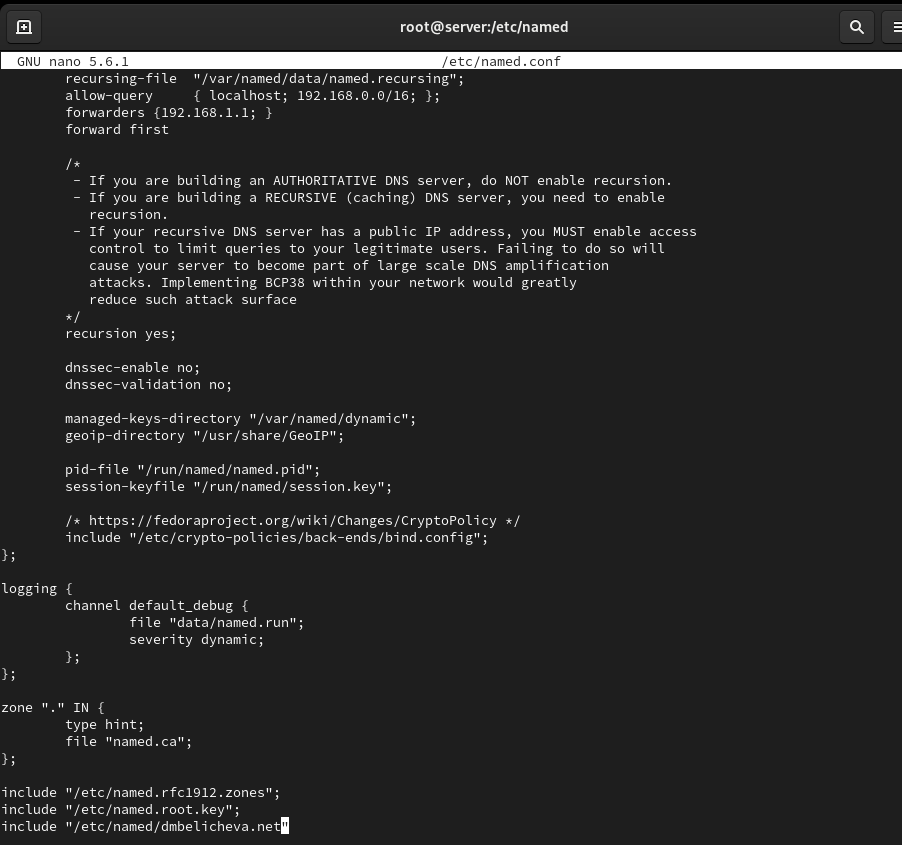 root@server:/etc/named
GNU nano 5.6.1 /etc/named.conf
recursing-file "/var/named/data/named.recursing";
allow-query { localhost; 192.168.0.0/16; };
forwarders {192.168.1.1; }
forward first
/*
- If you are building an AUTHORITATIVE DNS server, do NOT enable recursion.
- If you are building a RECURSIVE (caching) DNS server, you need to enable
recursion.
- If your recursive DNS server has a public IP address, you MUST enable access
control to limit queries to your legitimate users. Failing to do so will
cause your server to become part of large scale DNS amplification
attacks. Implementing BCP38 within your network would greatly
reduce such attack surface
*/
recursion yes;
dnssec-enable no;
dnssec-validation no;
managed-keys-directory "/var/named/dynamic";
geoip-directory "/usr/share/GeoIP";
pid-file "/run/named/named.pid";
session-keyfile "/run/named/session.key";
/* https://fedoraproject.org/wiki/Changes/CryptoPolicy */
include "/etc/crypto-policies/back-ends/bind.config";
};
logging {
channel default_debug {
file "data/named.run";
severity dynamic;
};
};
zone "." IN {
type hint;
file "named.ca";
};
include "/etc/named.rfc1912.zones";
include "/etc/named.root.key";
include "/etc/named/dmbelicheva.net"